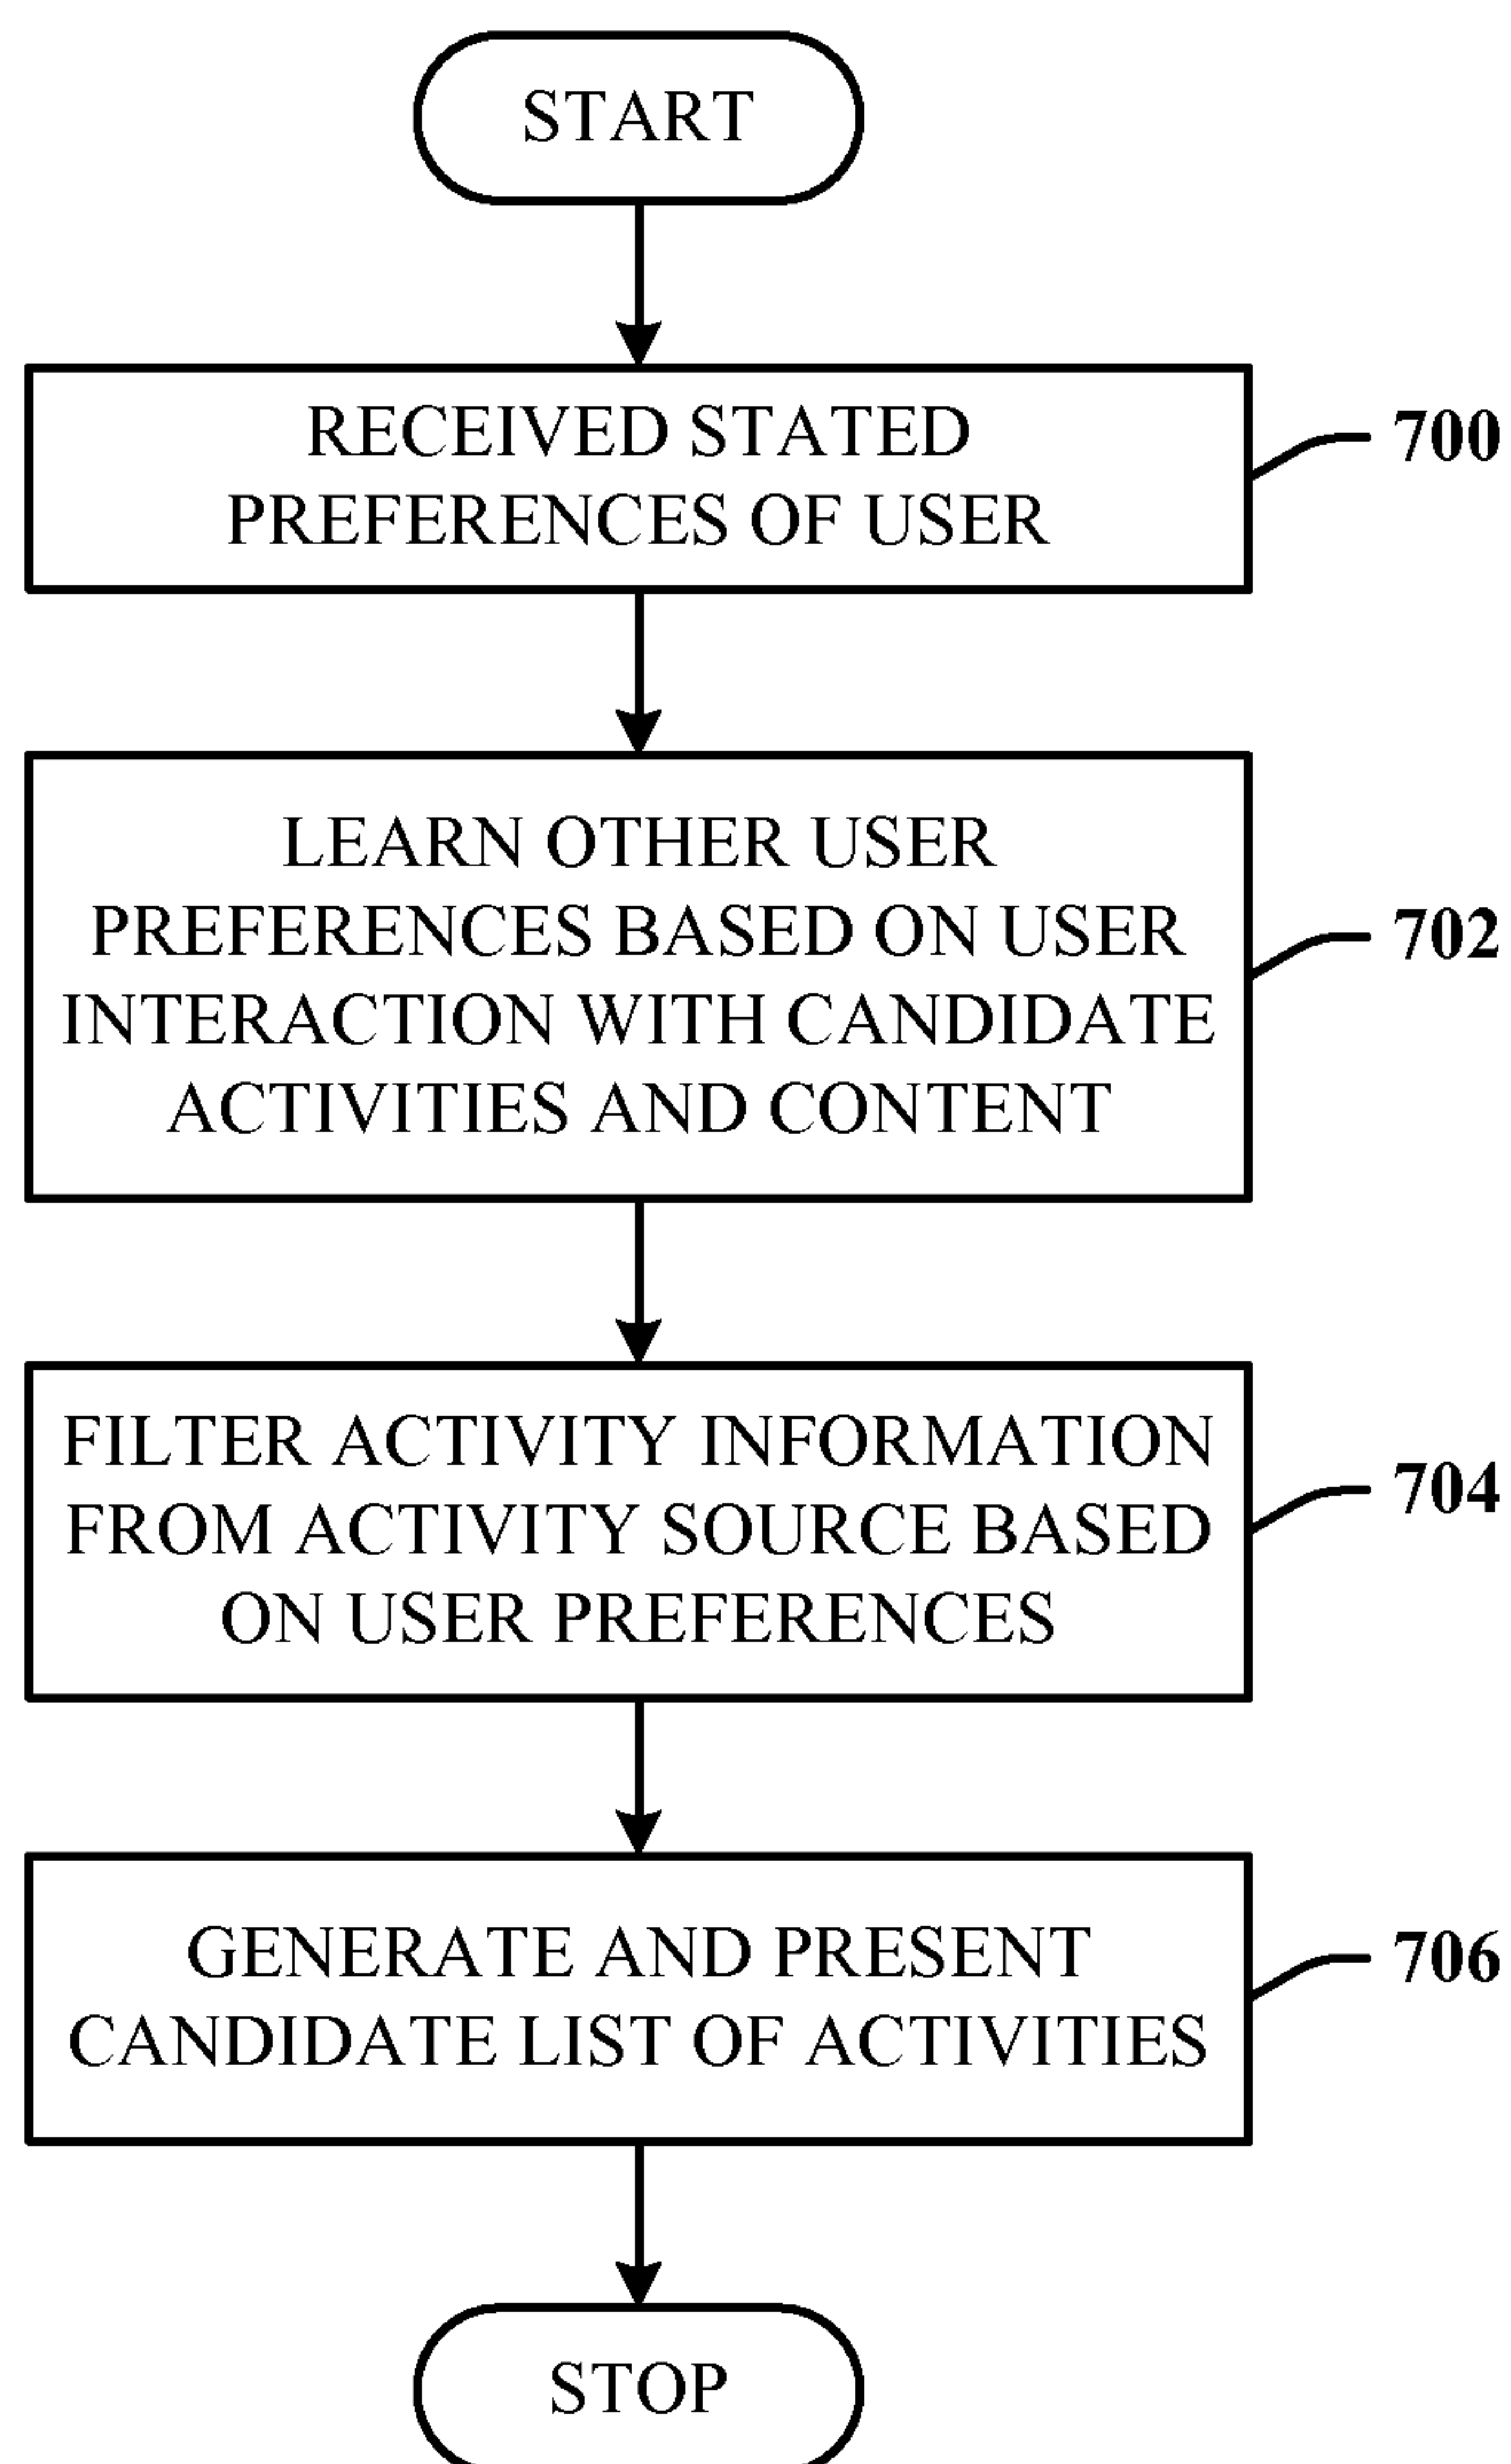 START
RECEIVED STATED
PREFERENCES OF USER
700
LEARN OTHER USER
PREFERENCES BASED ON USER
INTERACTION WITH CANDIDATE
ACTIVITIES AND CONTENT
702
FILTER ACTIVITY INFORMATION
FROM ACTIVITY SOURCE BASED
ON USER PREFERENCES
704
GENERATE AND PRESENT
CANDIDATE LIST OF ACTIVITIES
706
STOP